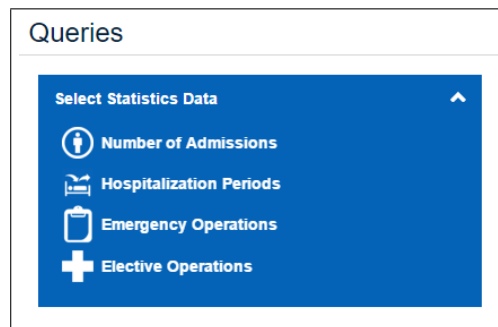 Queries
Select Statistics Data
Number of Admissions
Hospitalization Periods
Emergency Operations
Elective Operations